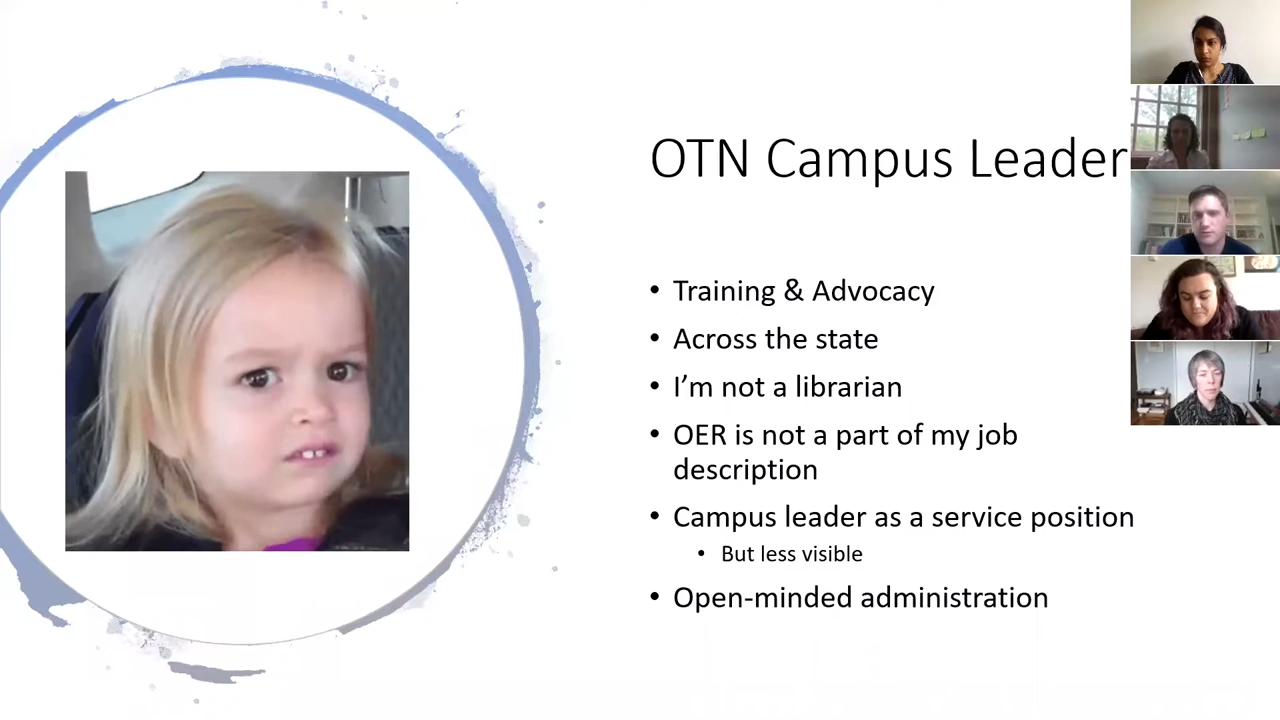 OTN Campus Leader
• Training & Advocacy
• Across the state
• I'm not a librarian
• OER is not a part of my job
description
• Campus leader as a service position
• But less visible
• Open-minded administration